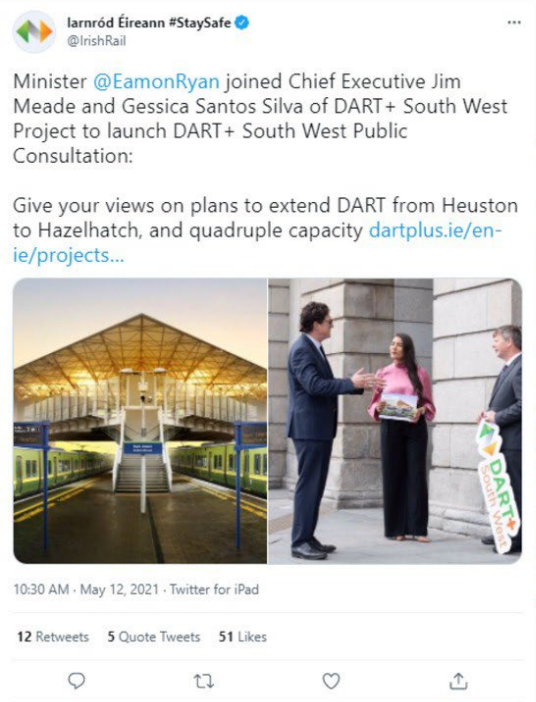 Iarnród Éireann #StaySafe
@IrishRail
Minister @EamonRyan joined Chief Executive Jim
Meade and Gessica Santos Silva of DART+ South West
Project to launch DART+ South West Public
Consultation:
Give your views on plans to extend DART from Heuston
to Hazelhatch, and quadruple capacity dartplus.ie/en-
ie/projects...
DART+
South West
10:30 AM · May 12, 2021 · Twitter for iPad
12 Retweets 5 Quote Tweets 51 Likes